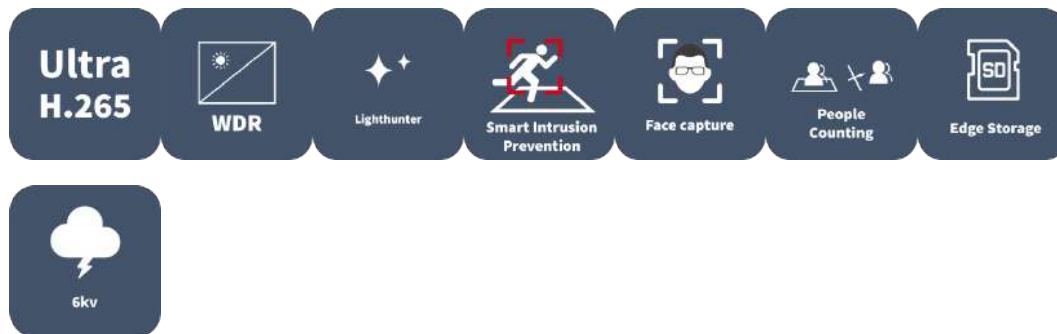 Ultra
H.265
WDR
Lighthunter
Smart Intrusion
Prevention
Face capture
People
Counting
SD
Edge Storage
6kv